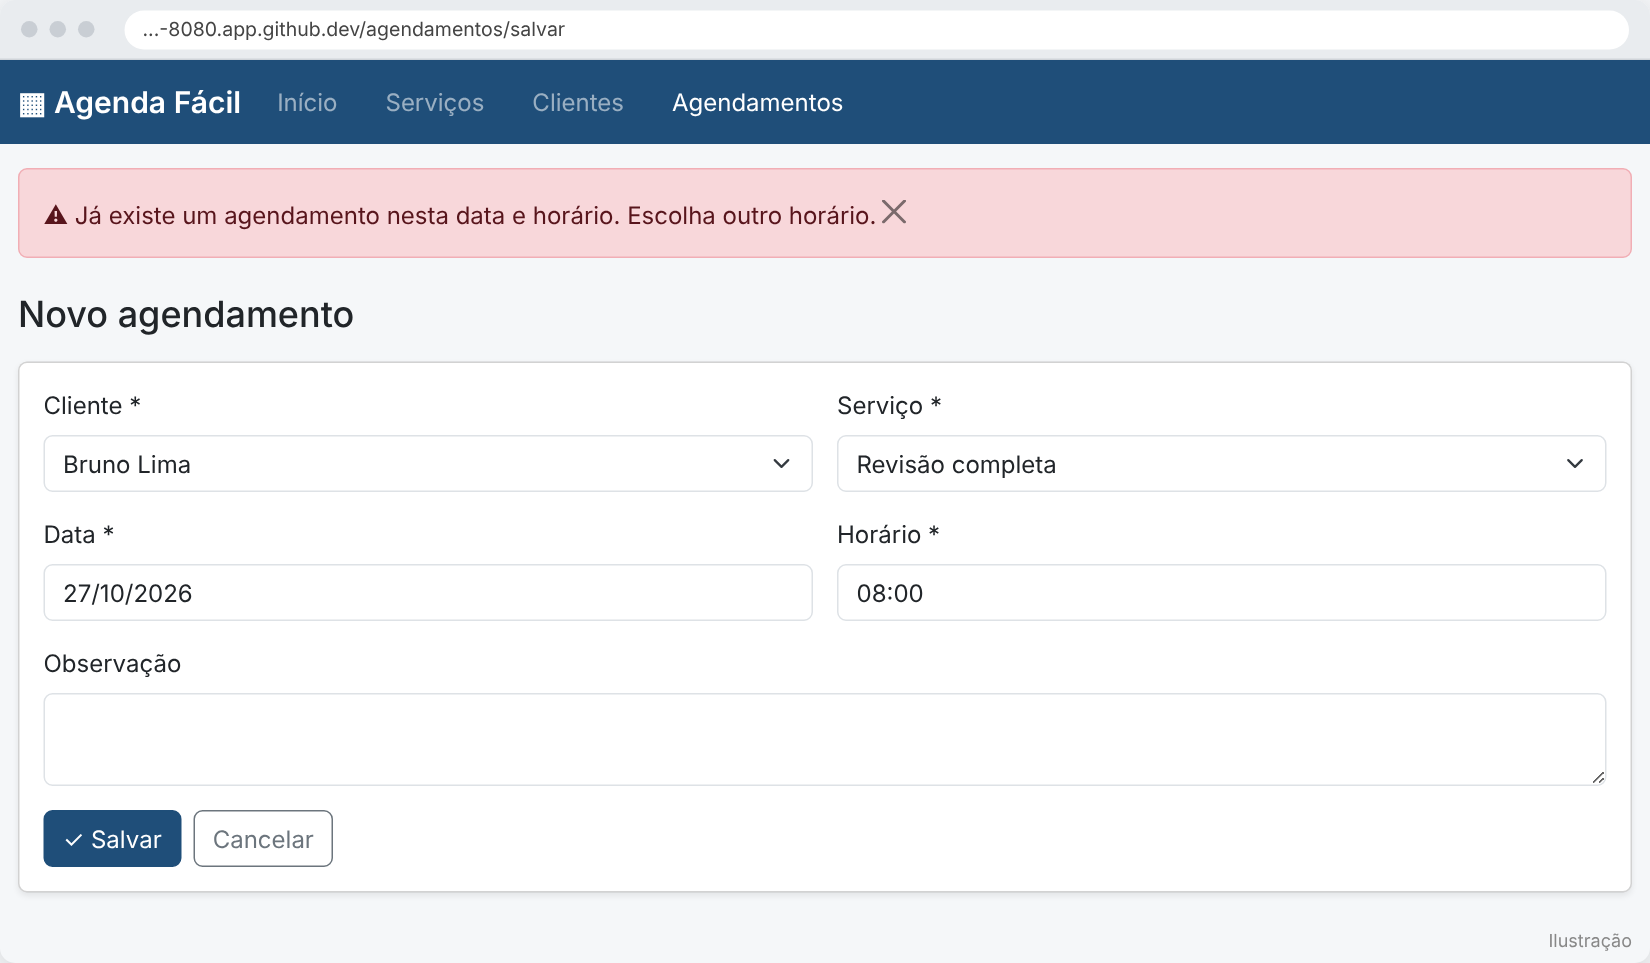 ...-8080.app.github.dev/agendamentos/salvar
Agenda Fácil Início Serviços Clientes Agendamentos
Já existe um agendamento nesta data e horário. Escolha outro horário.
Novo agendamento
Cliente * Serviço *
Bruno Lima Revisão completa
Data * Horário *
27/10/2026 08:00
Observação
Salvar Cancelar
Ilustração